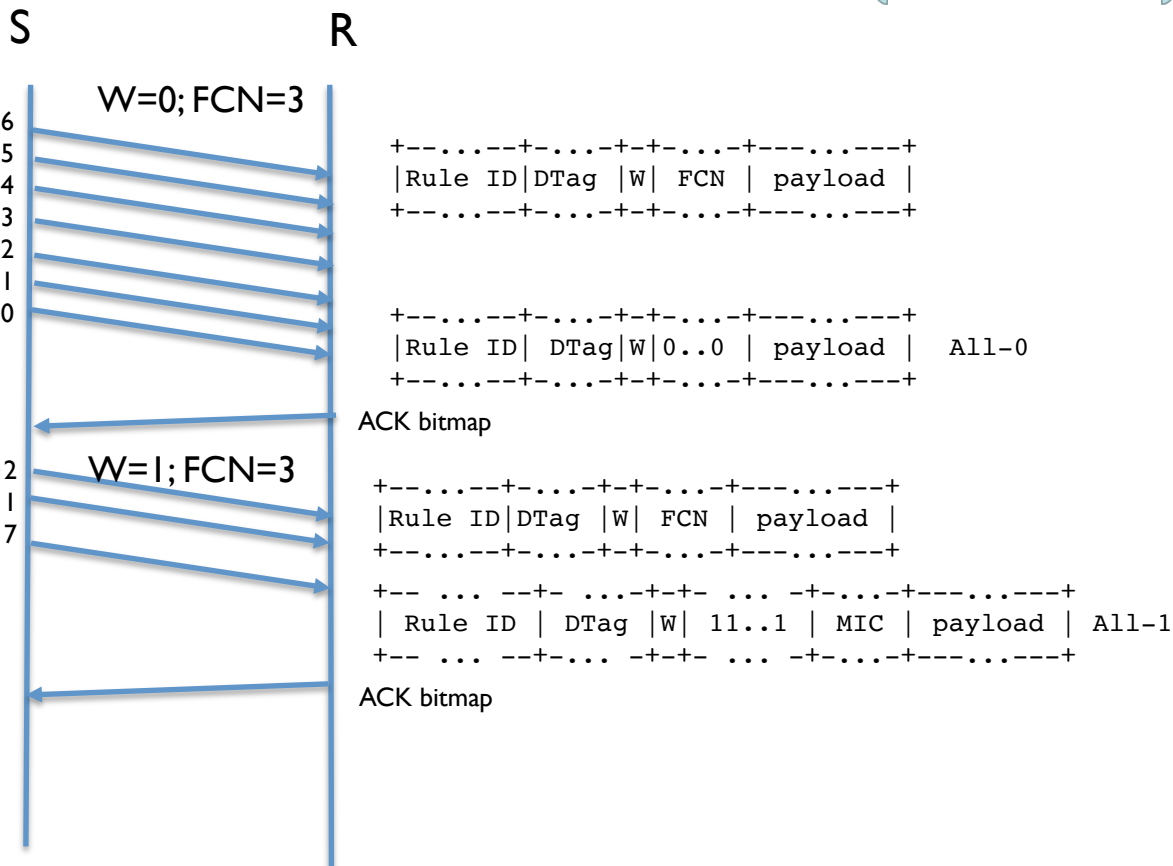 S R
W=0; FCN=3
6
5
4
3
2
1
0
+--...--+-...-+-+-...-+---...---+
|Rule ID|DTag |W| FCN | payload |
+--...--+-...-+-+-...-+---...---+
+--...--+-...-+-+-...-+---...---+
|Rule ID| DTag|W|0..0 | payload | All-0
+--...--+-...-+-+-...-+---...---+
ACK bitmap
W=1; FCN=3
2
1
7
+--...--+-...-+-+-...-+---...---+
|Rule ID|DTag |W| FCN | payload |
+--...--+-...-+-+-...-+---...---+
+-- ... --+- ...-+-+- ... -+-...-+---...---+
| Rule ID | DTag |W| 11..1 | MIC | payload | All-1
+-- ... --+-... -+-+- ... -+-...-+---...---+
ACK bitmap